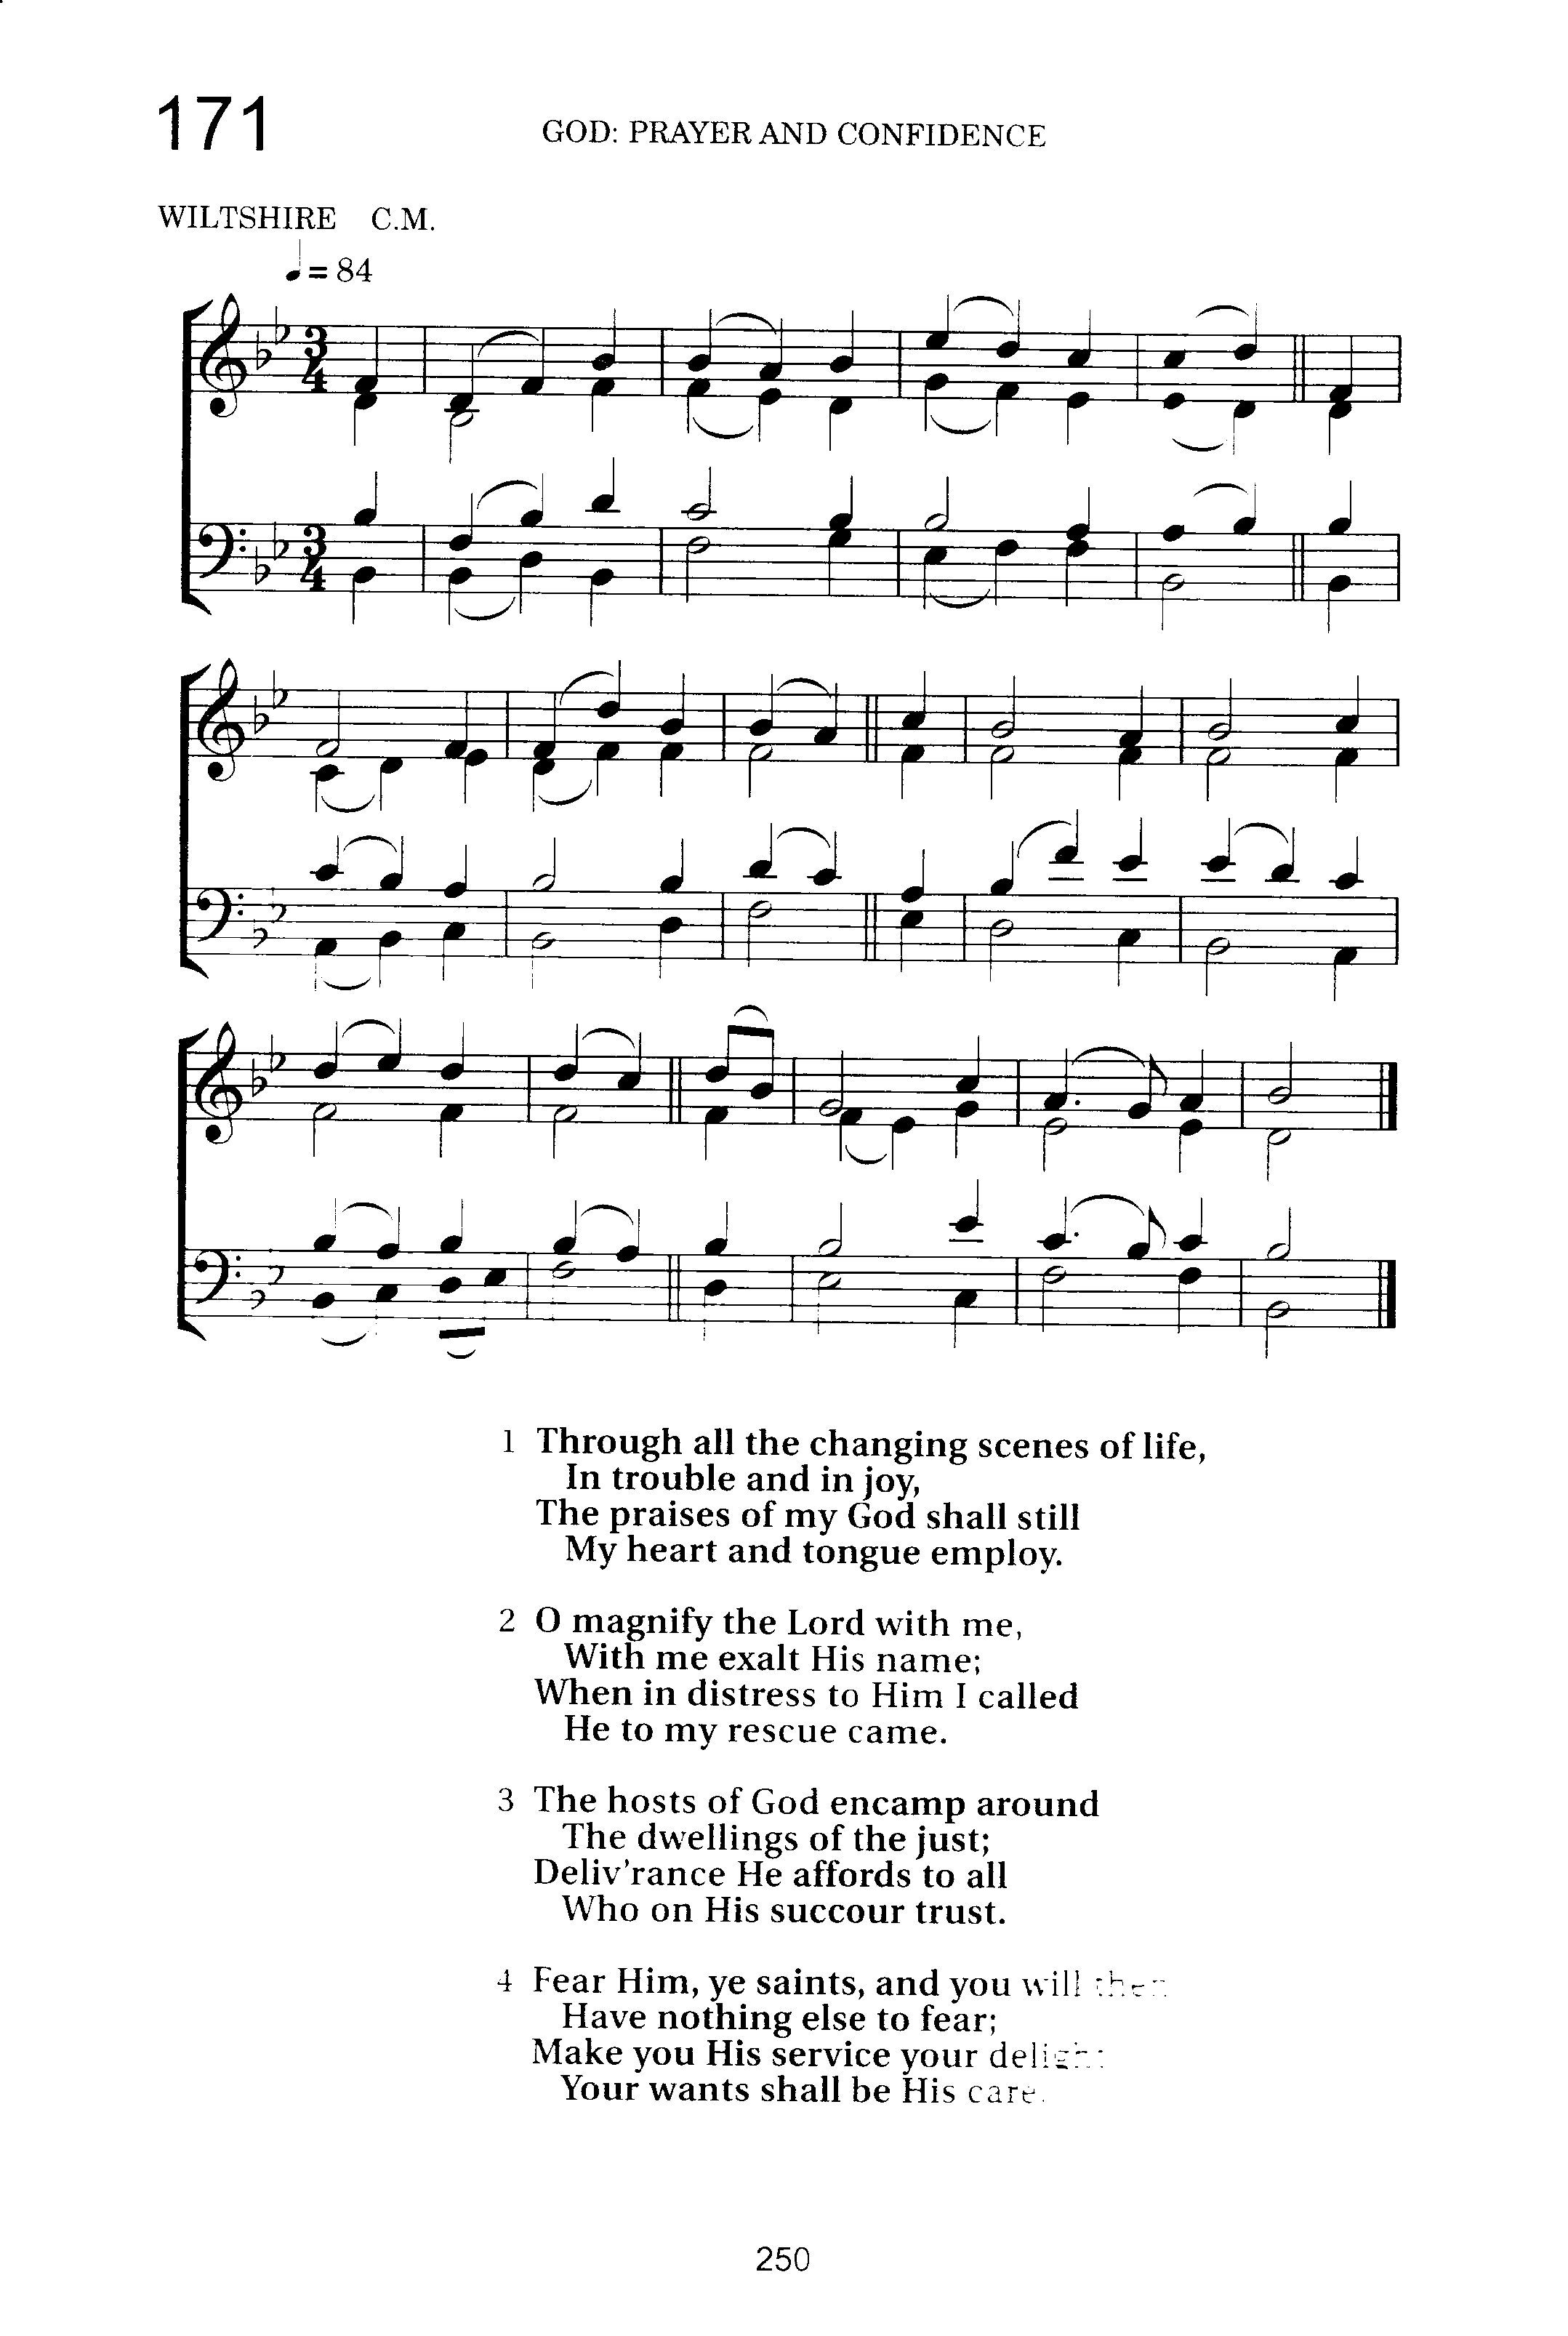 171
GOD: PRAYER AND CONFIDENCE
WILTSHIRE C.M.
♩ = 84
1 Through all the changing scenes of life,
In trouble and in joy,
The praises of my God shall still
My heart and tongue employ.
2 O magnify the Lord with me,
With me exalt His name;
When in distress to Him I called
He to my rescue came.
3 The hosts of God encamp around
The dwellings of the just;
Deliv'rance He affords to all
Who on His succour trust.
4 Fear Him, ye saints, and you will then
Have nothing else to fear;
Make you His service your delight
Your wants shall be His care.
250